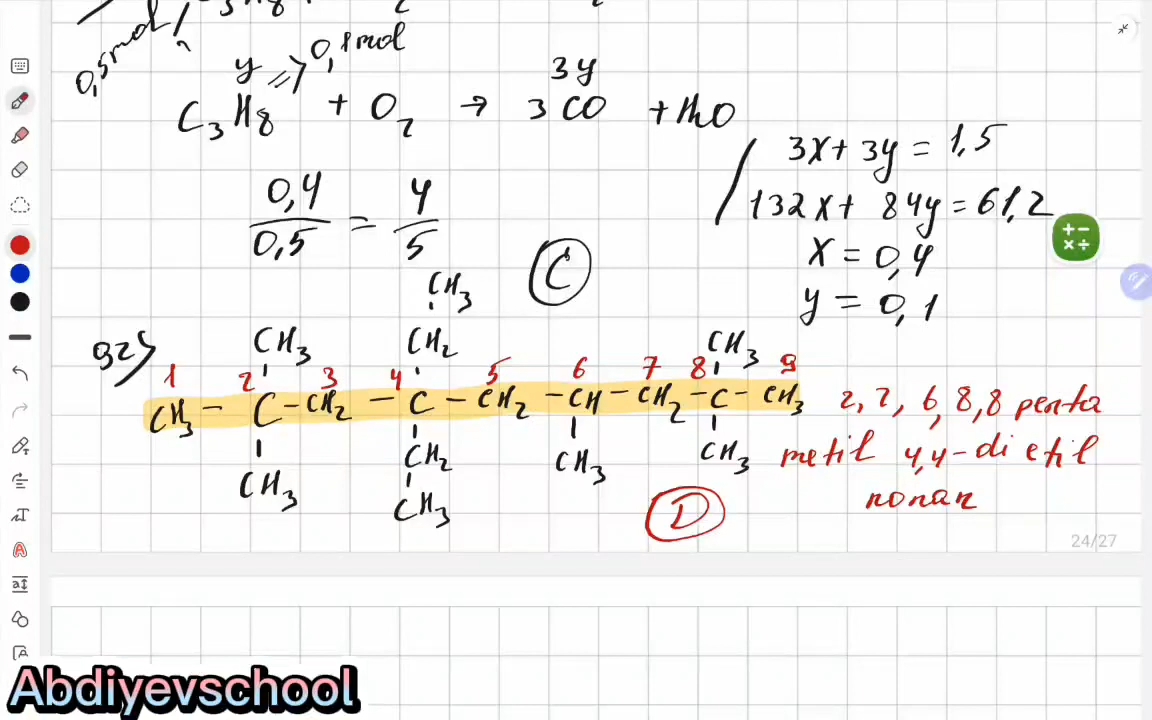 0,5mol
y => 0,1mol
3y
C3H8 + O2 → 3CO + H2O
0,4/0,5 = 4/5
C
3x + 3y = 1,5
132x + 84y = 61,2
x = 0,4
y = 0,1
92)
CH3
CH3 CH2 CH3
1 2 3 4 5 6 7 8 9
CH3 – C – CH2 – C – CH2 – CH – CH2 – C – CH3
CH3 CH2 CH3 CH3
CH3
2, 2, 6, 8, 8 penta
metil 4,4-di etil
nonan
D
24/27
Abdiyevschool